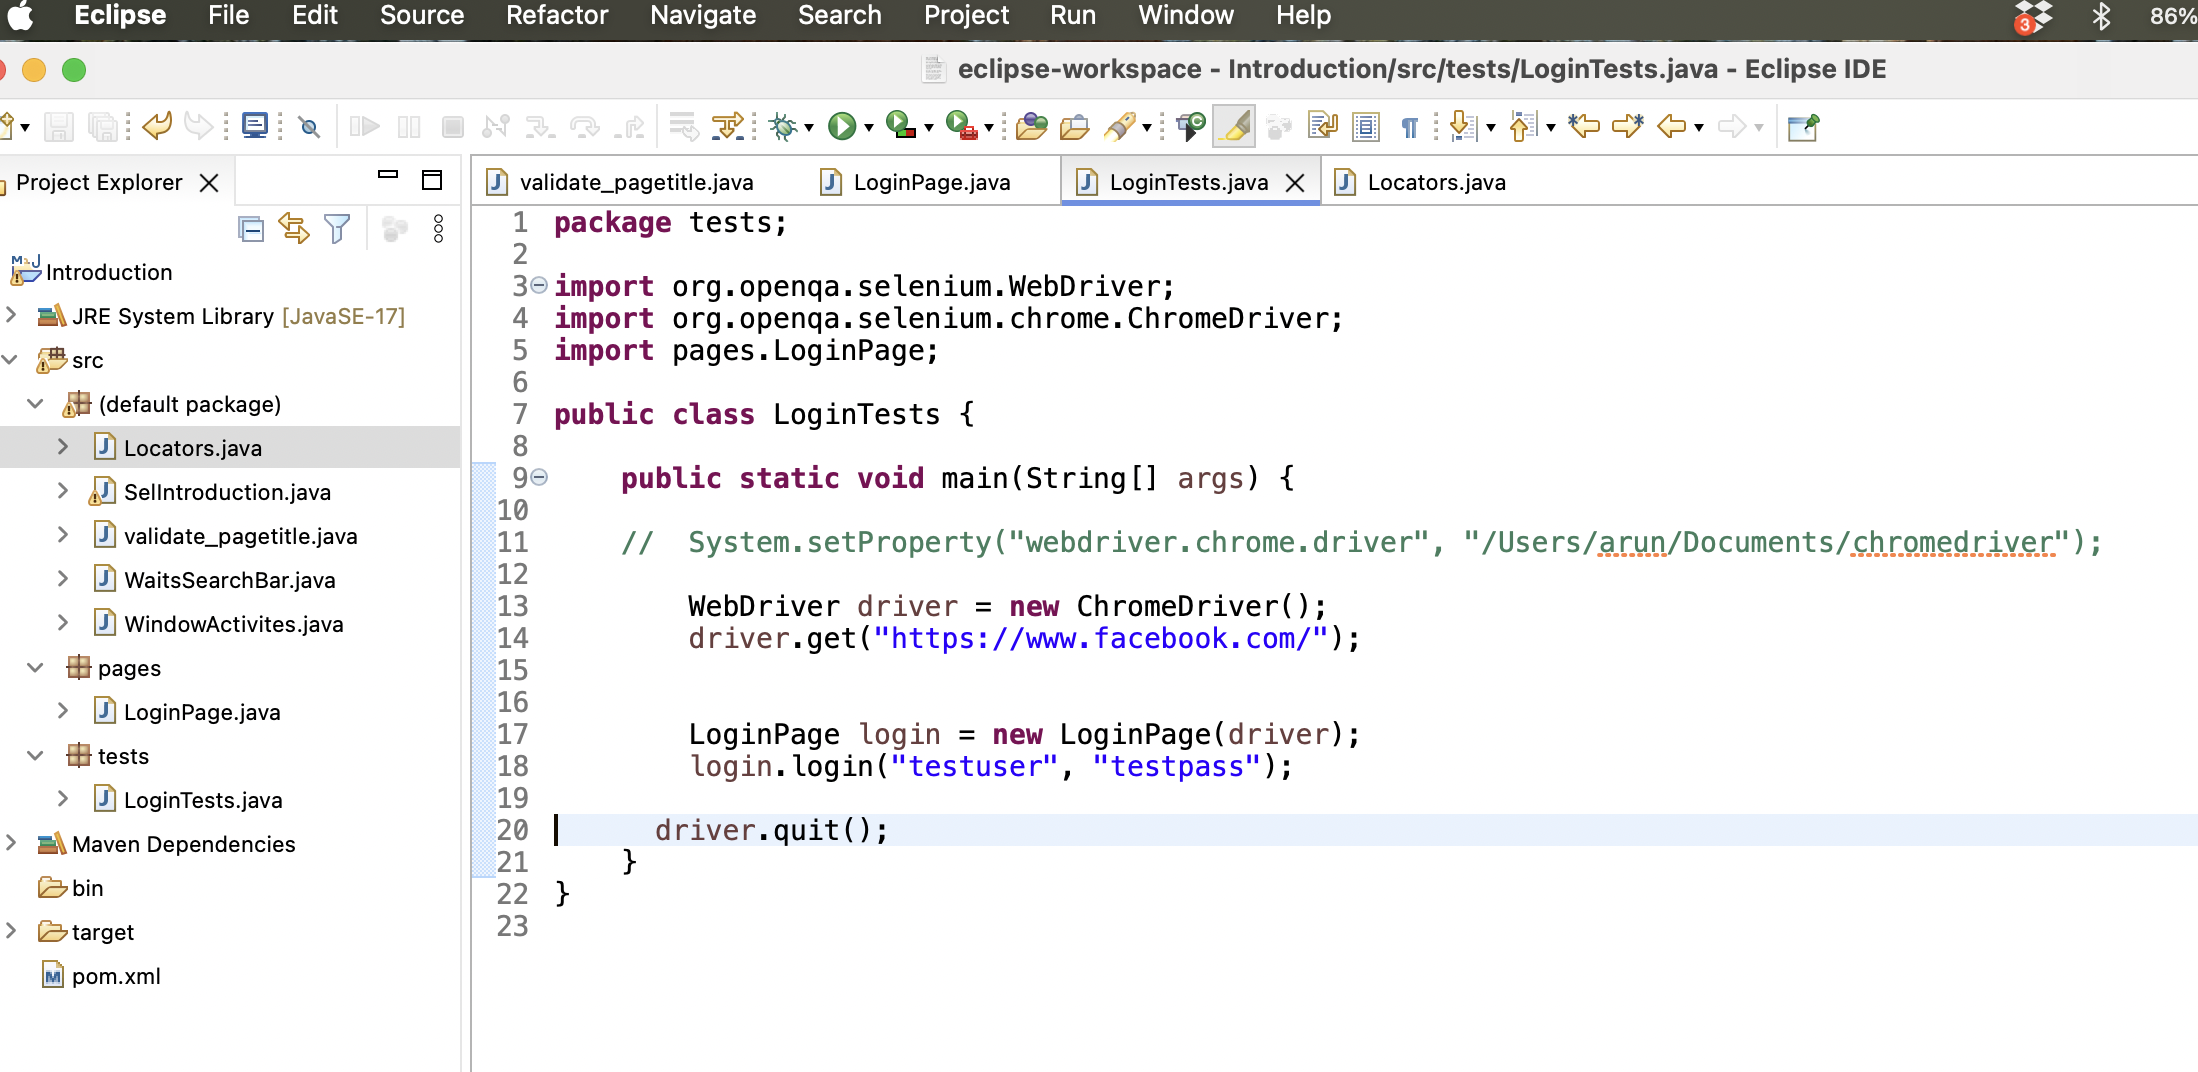 Eclipse File Edit Source Refactor Navigate Search Project Run Window Help 3 86%
eclipse-workspace - Introduction/src/tests/LoginTests.java - Eclipse IDE
Project Explorer
validate_pagetitle.java LoginPage.java LoginTests.java Locators.java
Introduction
JRE System Library [JavaSE-17]
src
(default package)
Locators.java
SelIntroduction.java
validate_pagetitle.java
WaitsSearchBar.java
WindowActivites.java
pages
LoginPage.java
tests
LoginTests.java
Maven Dependencies
bin
target
pom.xml
1 package tests;
2
3 import org.openqa.selenium.WebDriver;
4 import org.openqa.selenium.chrome.ChromeDriver;
5 import pages.LoginPage;
6
7 public class LoginTests {
8
9 public static void main(String[] args) {
10
11 // System.setProperty("webdriver.chrome.driver", "/Users/arun/Documents/chromedriver");
12
13 WebDriver driver = new ChromeDriver();
14 driver.get("https://www.facebook.com/");
15
16
17 LoginPage login = new LoginPage(driver);
18 login.login("testuser", "testpass");
19
20 driver.quit();
21 }
22 }
23